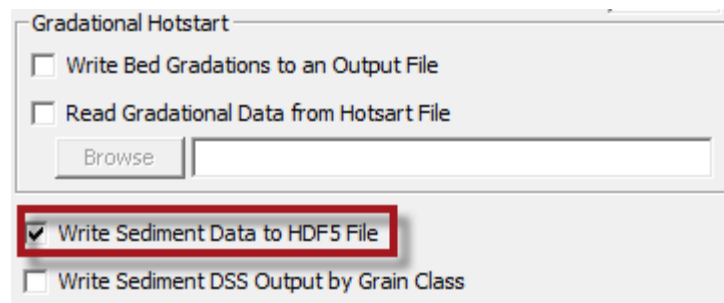 Gradational Hotstart
Write Bed Gradations to an Output File
Read Gradational Data from Hotsart File
Browse
Write Sediment Data to HDF5 File
Write Sediment DSS Output by Grain Class